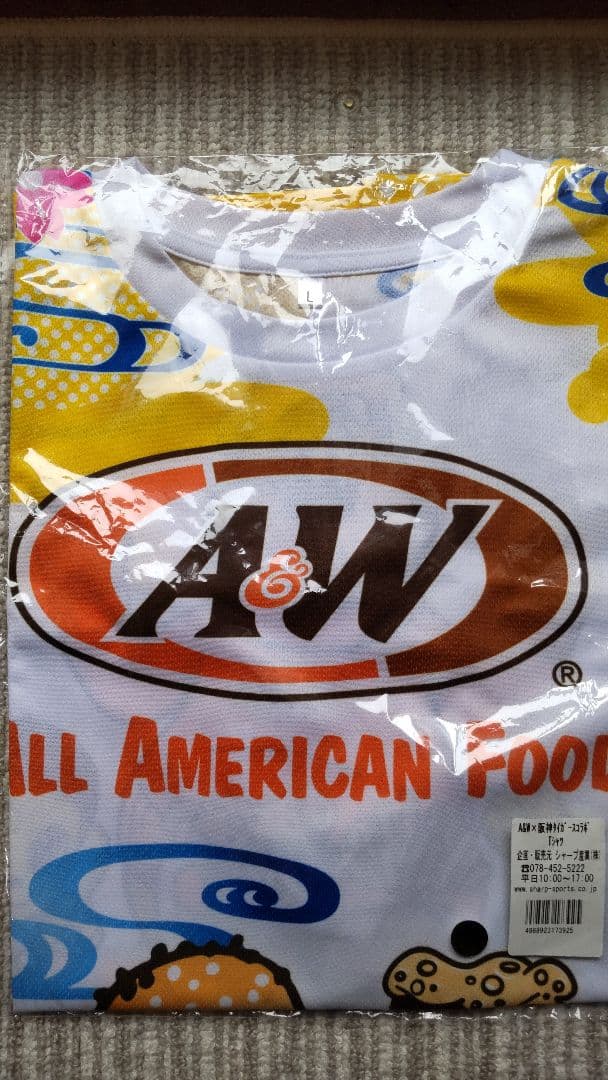 L
A&W
®
ALL AMERICAN FOOD
A&W×阪神ﾀｲｶﾞｰｽｺﾗﾎﾞ
Tシャツ
企画・販売元 シャープ産業(株)
☎078-452-5222
平日10:00～17:00
www.sharp-sports.co.jp
4968923173925